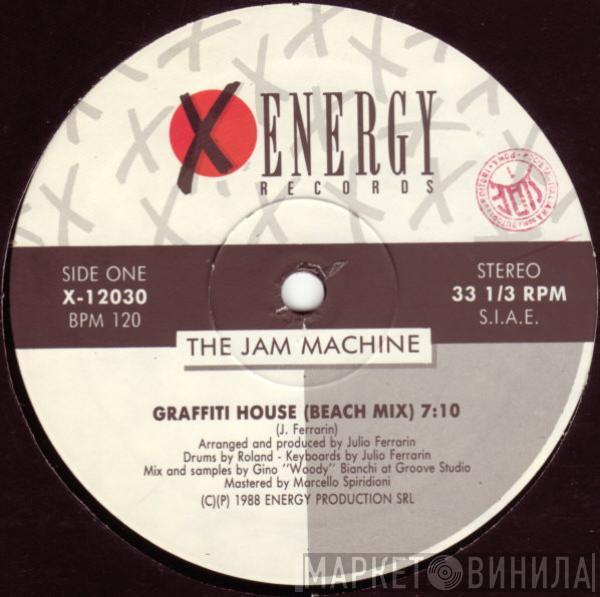 X ENERGY
RECORDS
SIDE ONE
X-12030
BPM 120
STEREO
33 1/3 RPM
S.I.A.E.
THE JAM MACHINE
GRAFFITI HOUSE (BEACH MIX) 7:10
(J. Ferrarin)
Arranged and produced by Julio Ferrarin
Drums by Roland - Keyboards by Julio Ferrarin
Mix and samples by Gino "Woody" Bianchi at Groove Studio
Mastered by Marcello Spiridioni
(C)(P) 1988 ENERGY PRODUCTION SRL
МАРКЕТ ВИНИЛА